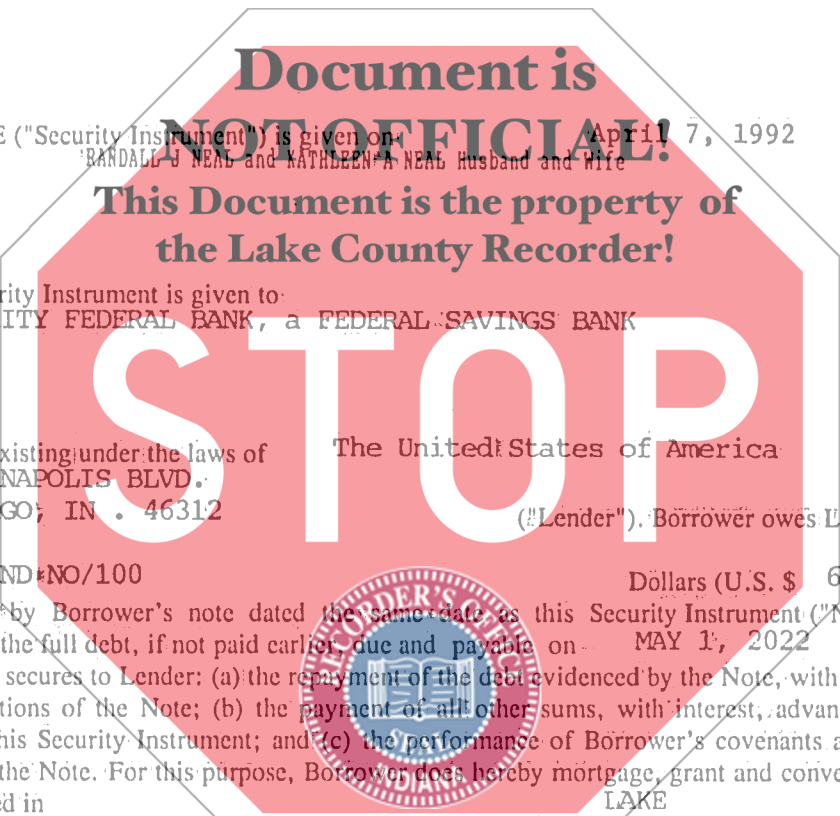 Document is
NOT OFFICIAL!
E ("Security Instrument") is given on April 7, 1992
RANDALL J NEAL and KATHLEEN A NEAL Husband and Wife
This Document is the property of
the Lake County Recorder!
rity Instrument is given to
ITY FEDERAL BANK, a FEDERAL SAVINGS BANK
STOP
xisting under the laws of The United States of America
NAPOLIS BLVD.
GO, IN . 46312
("Lender"). Borrower owes L
ND NO/100
Dollars (U.S. $ 6
by Borrower's note dated the same date as this Security Instrument ("N
the full debt, if not paid earlier, due and payable on MAY 1, 2022
secures to Lender: (a) the repayment of the debt evidenced by the Note, with
tions of the Note; (b) the payment of all other sums, with interest, advan
his Security Instrument; and (c) the performance of Borrower's covenants a
the Note. For this purpose, Borrower does hereby mortgage, grant and conve
ed in LAKE
RECORDER'S OFFICE
INDIANA